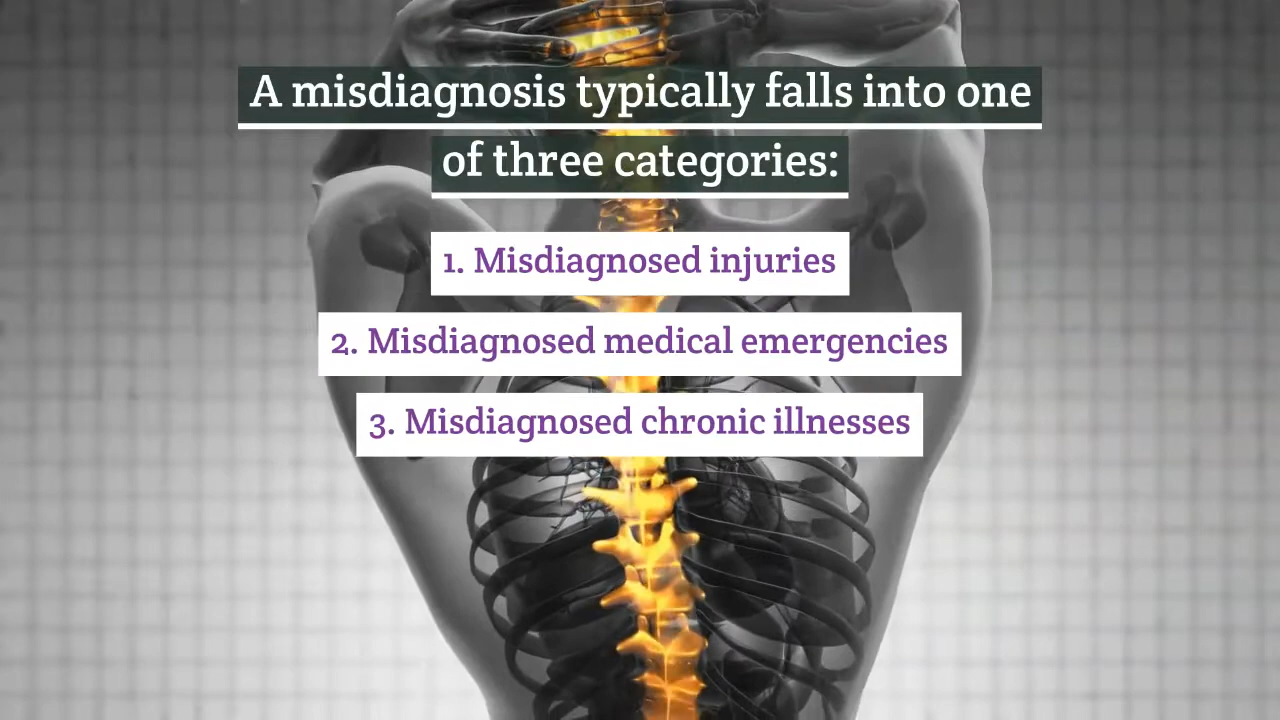 A misdiagnosis typically falls into one
of three categories:
1. Misdiagnosed injuries
2. Misdiagnosed medical emergencies
3. Misdiagnosed chronic illnesses